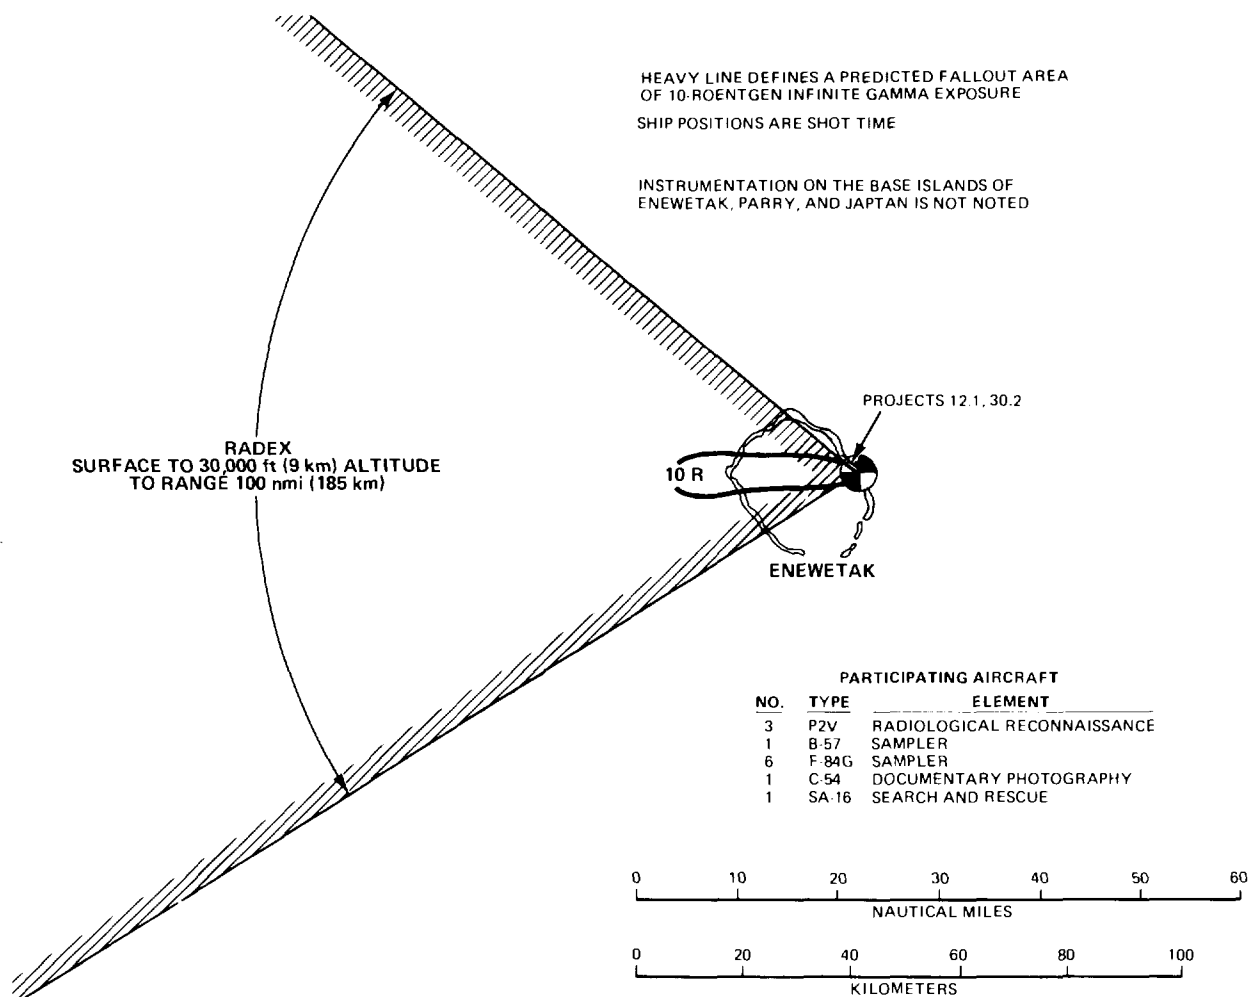 HEAVY LINE DEFINES A PREDICTED FALLOUT AREA
OF 10-ROENTGEN INFINITE GAMMA EXPOSURE
SHIP POSITIONS ARE SHOT TIME
INSTRUMENTATION ON THE BASE ISLANDS OF
ENEWETAK, PARRY, AND JAPTAN IS NOT NOTED
PROJECTS 12.1, 30.2
RADEX
SURFACE TO 30,000 ft (9 km) ALTITUDE
TO RANGE 100 nmi (185 km)
10 R
ENEWETAK
PARTICIPATING AIRCRAFT
NO. TYPE ELEMENT
3 P2V RADIOLOGICAL RECONNAISSANCE
1 B-57 SAMPLER
6 F-84G SAMPLER
1 C-54 DOCUMENTARY PHOTOGRAPHY
1 SA-16 SEARCH AND RESCUE
0 10 20 30 40 50 60
NAUTICAL MILES
0 20 40 60 80 100
KILOMETERS